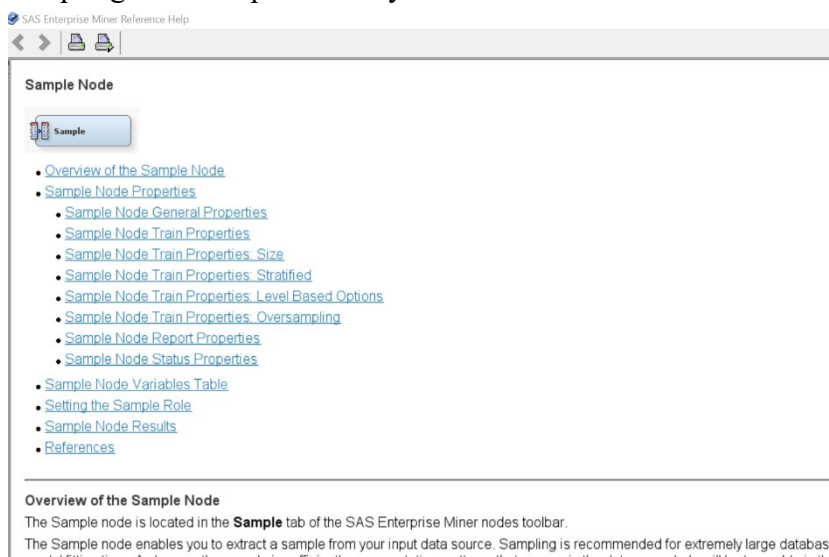 SAS Enterprise Miner Reference Help
Sample Node
Sample
Overview of the Sample Node
Sample Node Properties
Sample Node General Properties
Sample Node Train Properties
Sample Node Train Properties: Size
Sample Node Train Properties: Stratified
Sample Node Train Properties: Level Based Options
Sample Node Train Properties: Oversampling
Sample Node Report Properties
Sample Node Status Properties
Sample Node Variables Table
Setting the Sample Role
Sample Node Results
References
Overview of the Sample Node
The Sample node is located in the Sample tab of the SAS Enterprise Miner nodes toolbar.
The Sample node enables you to extract a sample from your input data source. Sampling is recommended for extremely large databas